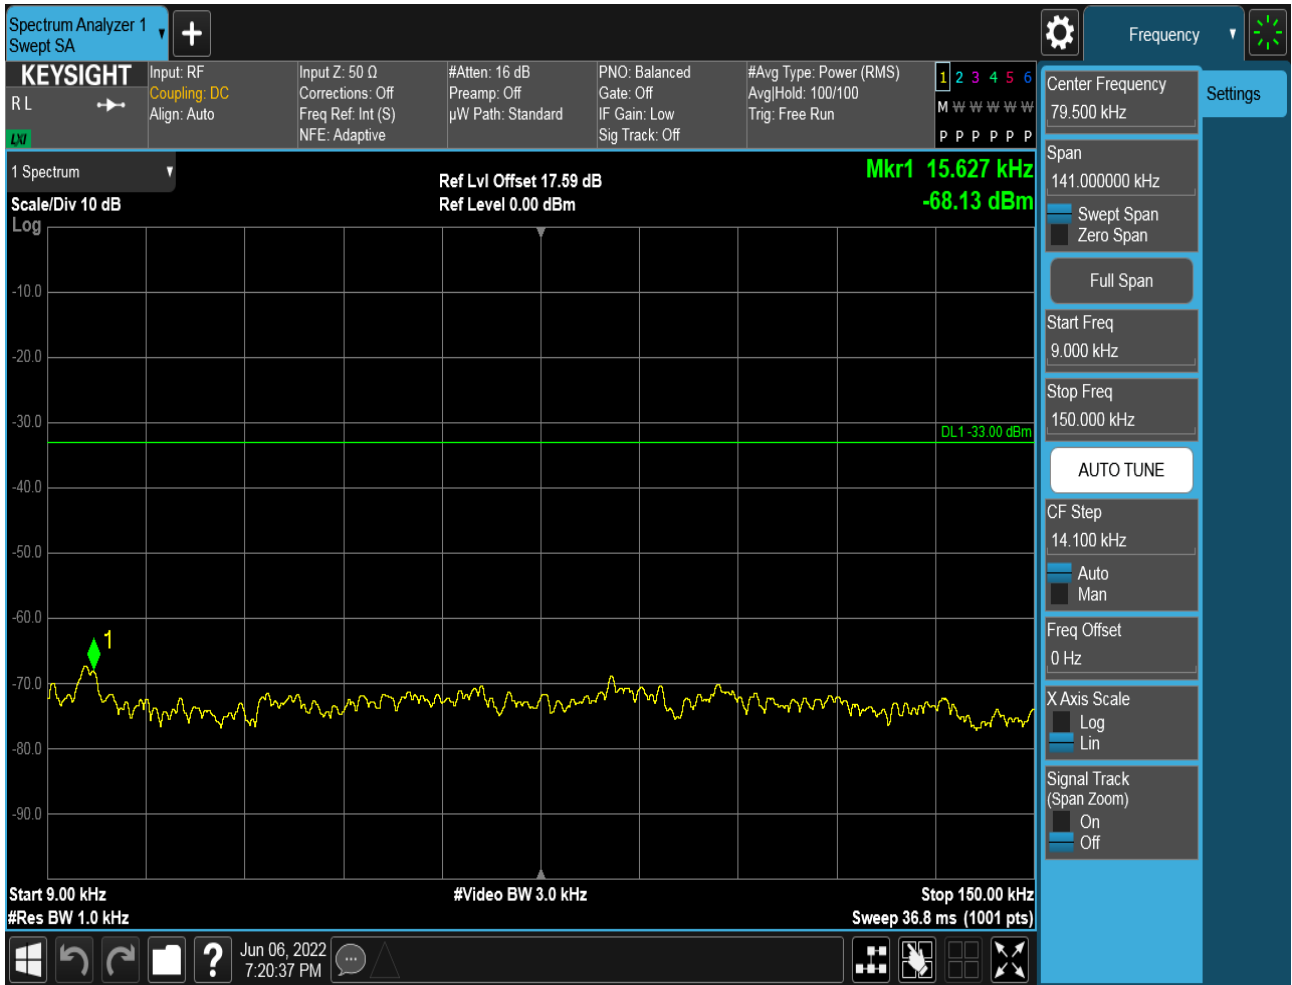 Spectrum Analyzer 1
Swept SA
Frequency
KEYSIGHT
R L
LXI
Input: RF
Coupling: DC
Align: Auto
Input Z: 50 Ω
Corrections: Off
Freq Ref: Int (S)
NFE: Adaptive
#Atten: 16 dB
Preamp: Off
µW Path: Standard
PNO: Balanced
Gate: Off
IF Gain: Low
Sig Track: Off
#Avg Type: Power (RMS)
Avg|Hold: 100/100
Trig: Free Run
1 2 3 4 5 6
M W W W W W
P P P P P P
1 Spectrum
Scale/Div 10 dB
Log
Ref Lvl Offset 17.59 dB
Ref Level 0.00 dBm
Mkr1 15.627 kHz
-68.13 dBm
-10.0
-20.0
-30.0
DL1 -33.00 dBm
-40.0
-50.0
-60.0
1
-70.0
-80.0
-90.0
Start 9.00 kHz
#Res BW 1.0 kHz
#Video BW 3.0 kHz
Stop 150.00 kHz
Sweep 36.8 ms (1001 pts)
Center Frequency
79.500 kHz
Settings
Span
141.000000 kHz
Swept Span
Zero Span
Full Span
Start Freq
9.000 kHz
Stop Freq
150.000 kHz
AUTO TUNE
CF Step
14.100 kHz
Auto
Man
Freq Offset
0 Hz
X Axis Scale
Log
Lin
Signal Track
(Span Zoom)
On
Off
?
Jun 06, 2022
7:20:37 PM